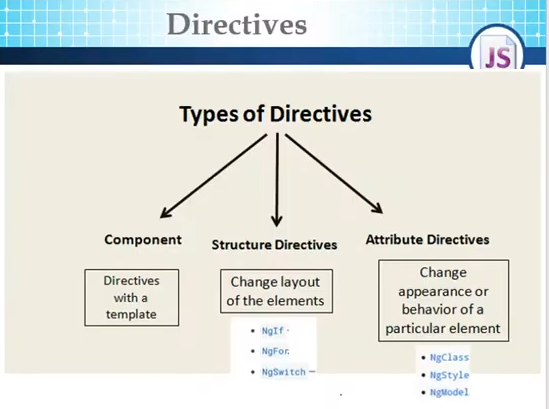 Directives
JS
Types of Directives
Component
Directives
with a
template
Structure Directives
Change layout
of the elements
• NgIf
• NgFor
• NgSwitch
Attribute Directives
Change
appearance or
behavior of a
particular element
• NgClass
• NgStyle
• NgModel